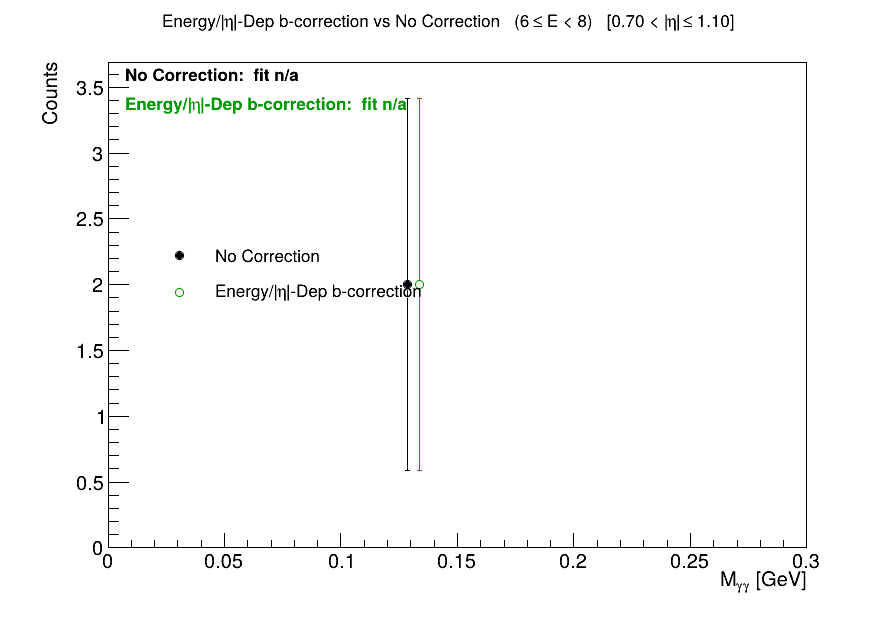 Energy/|η|-Dep b-correction vs No Correction (6 ≤ E < 8) [0.70 < |η| ≤ 1.10]
Counts
No Correction: fit n/a
Energy/|η|-Dep b-correction: fit n/a
3.5
3
2.5
No Correction
2
Energy/|η|-Dep b-correction
1.5
1
0.5
0
0 0.05 0.1 0.15 0.2 0.25 0.3
Mγγ [GeV]